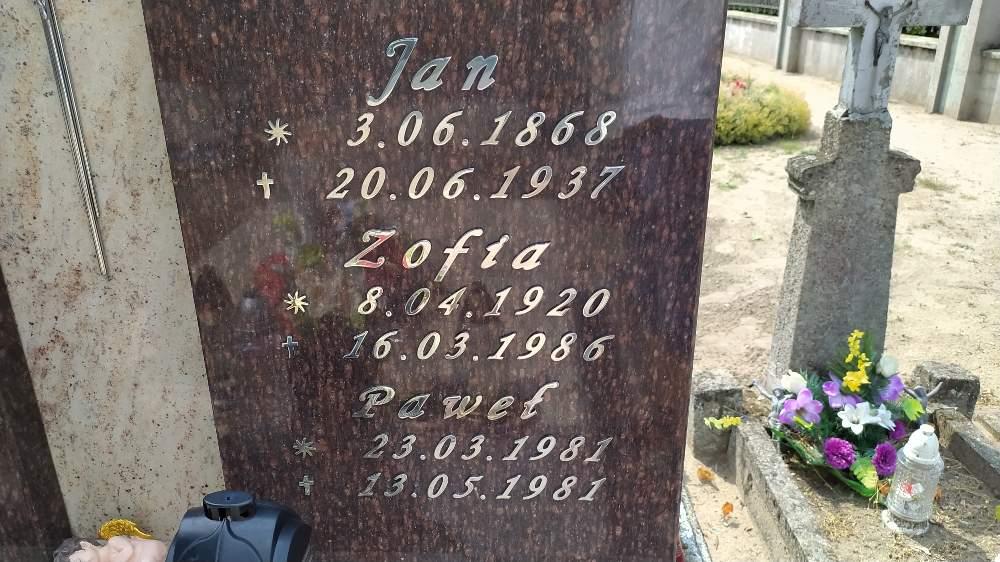 Jan
* 3.06.1868
✝ 20.06.1937
Zofia
* 8.04.1920
✝ 16.03.1986
Paweł
* 23.03.1981
✝ 13.05.1981